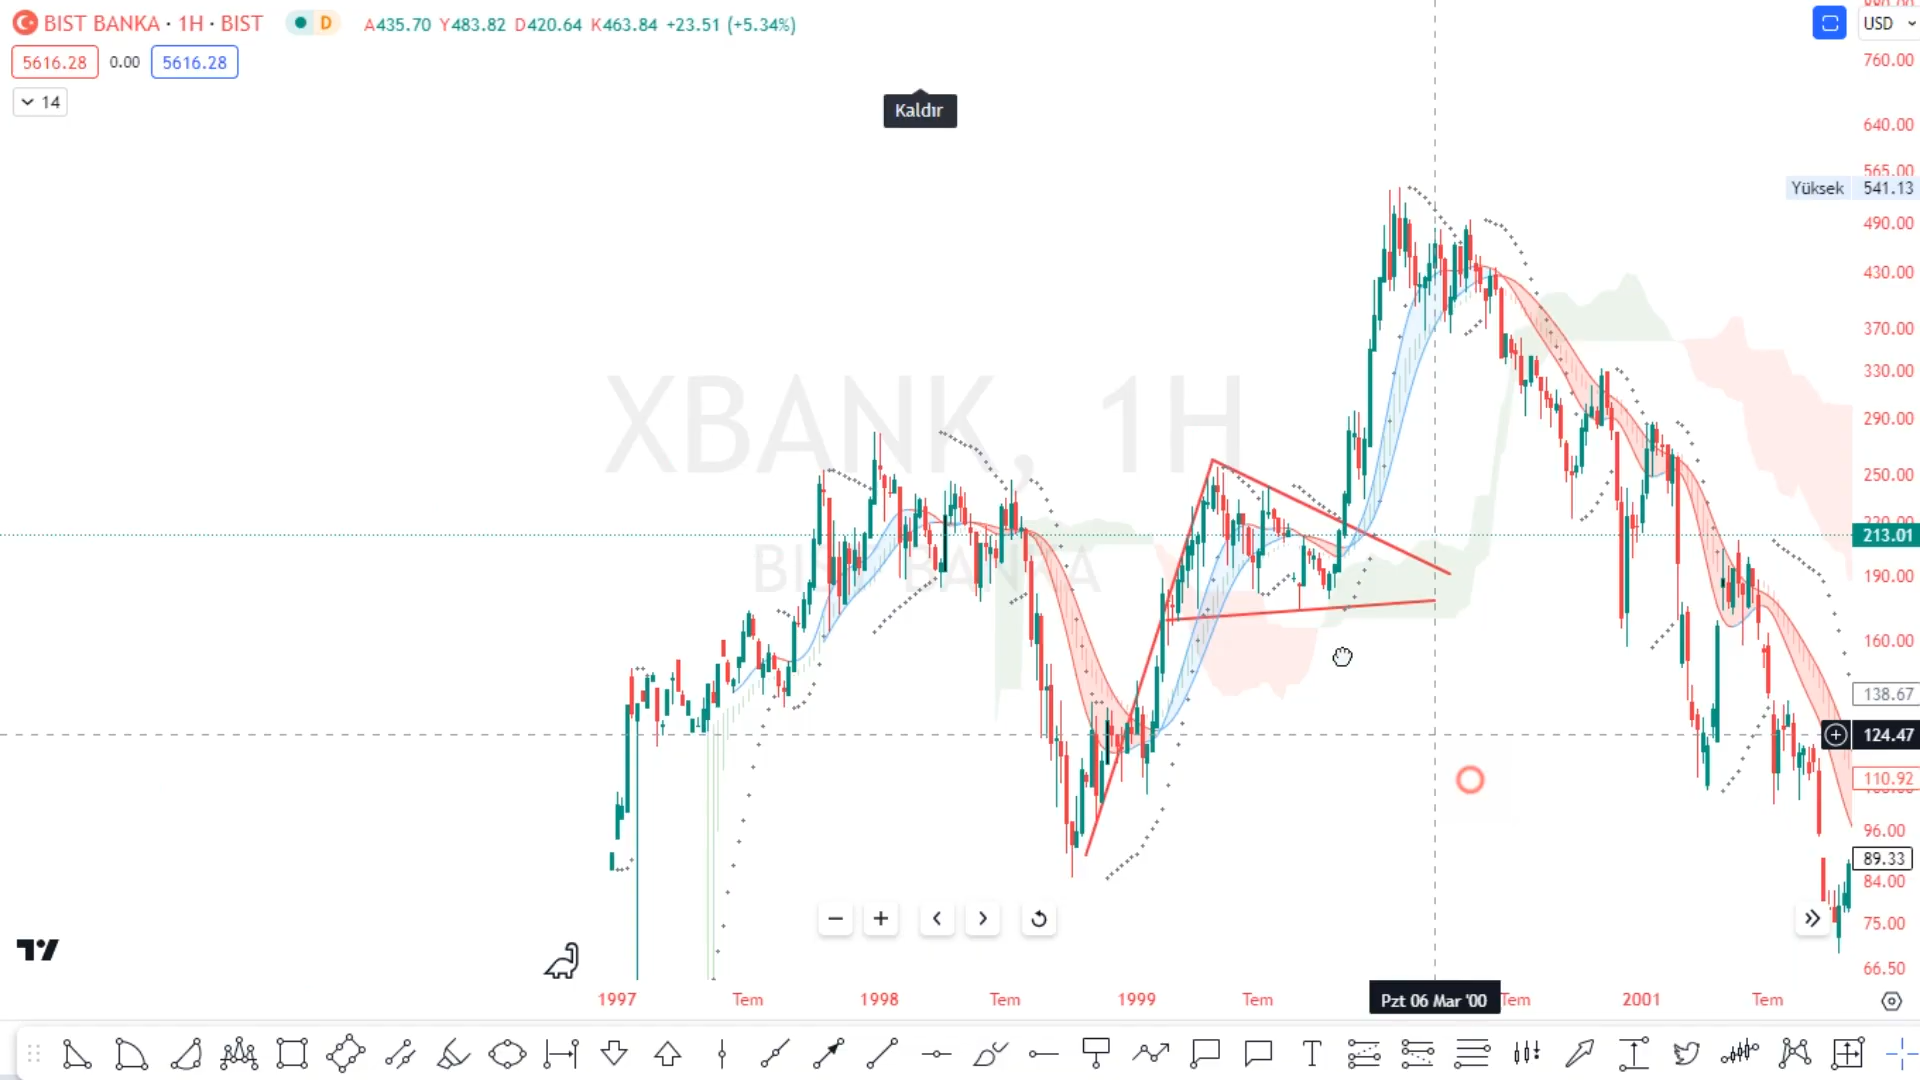 BIST BANKA · 1H · BIST D A435.70 Y483.82 D420.64 K463.84 +23.51 (+5.34%)
USD
5616.28 0.00 5616.28
14
Kaldır
760.00
640.00
565.00
Yüksek 541.13
490.00
430.00
370.00
330.00
290.00
250.00
213.01
190.00
160.00
138.67
124.47
110.92
96.00
89.33
84.00
75.00
66.50
XBANK, 1H
BIST BANKA
1997 Tem 1998 Tem 1999 Tem Pzt 06 Mar '00 Tem 2001 Tem